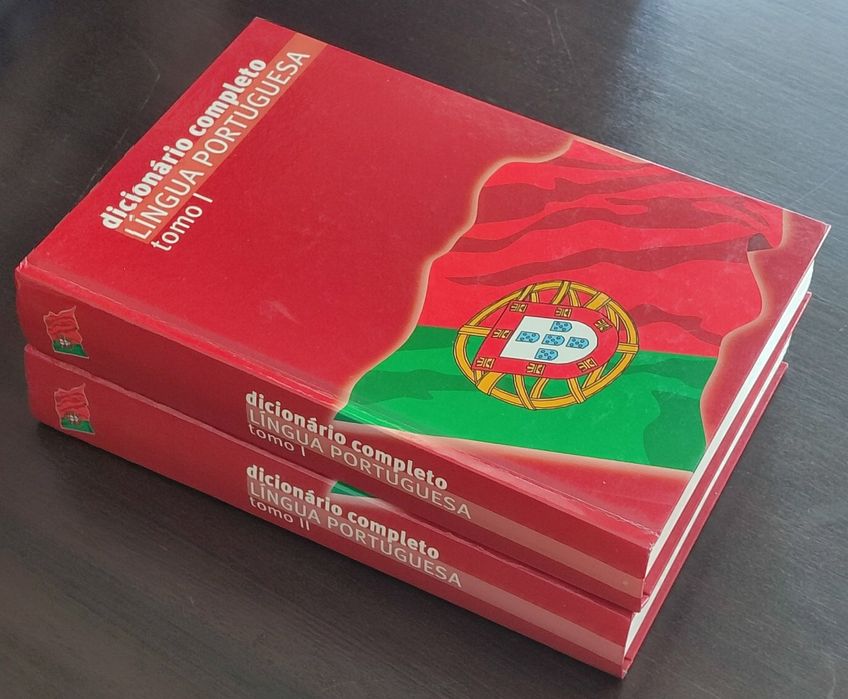 dicionário completo
LÍNGUA PORTUGUESA
tomo I
dicionário completo
LÍNGUA PORTUGUESA
tomo I
dicionário completo
LÍNGUA PORTUGUESA
tomo II